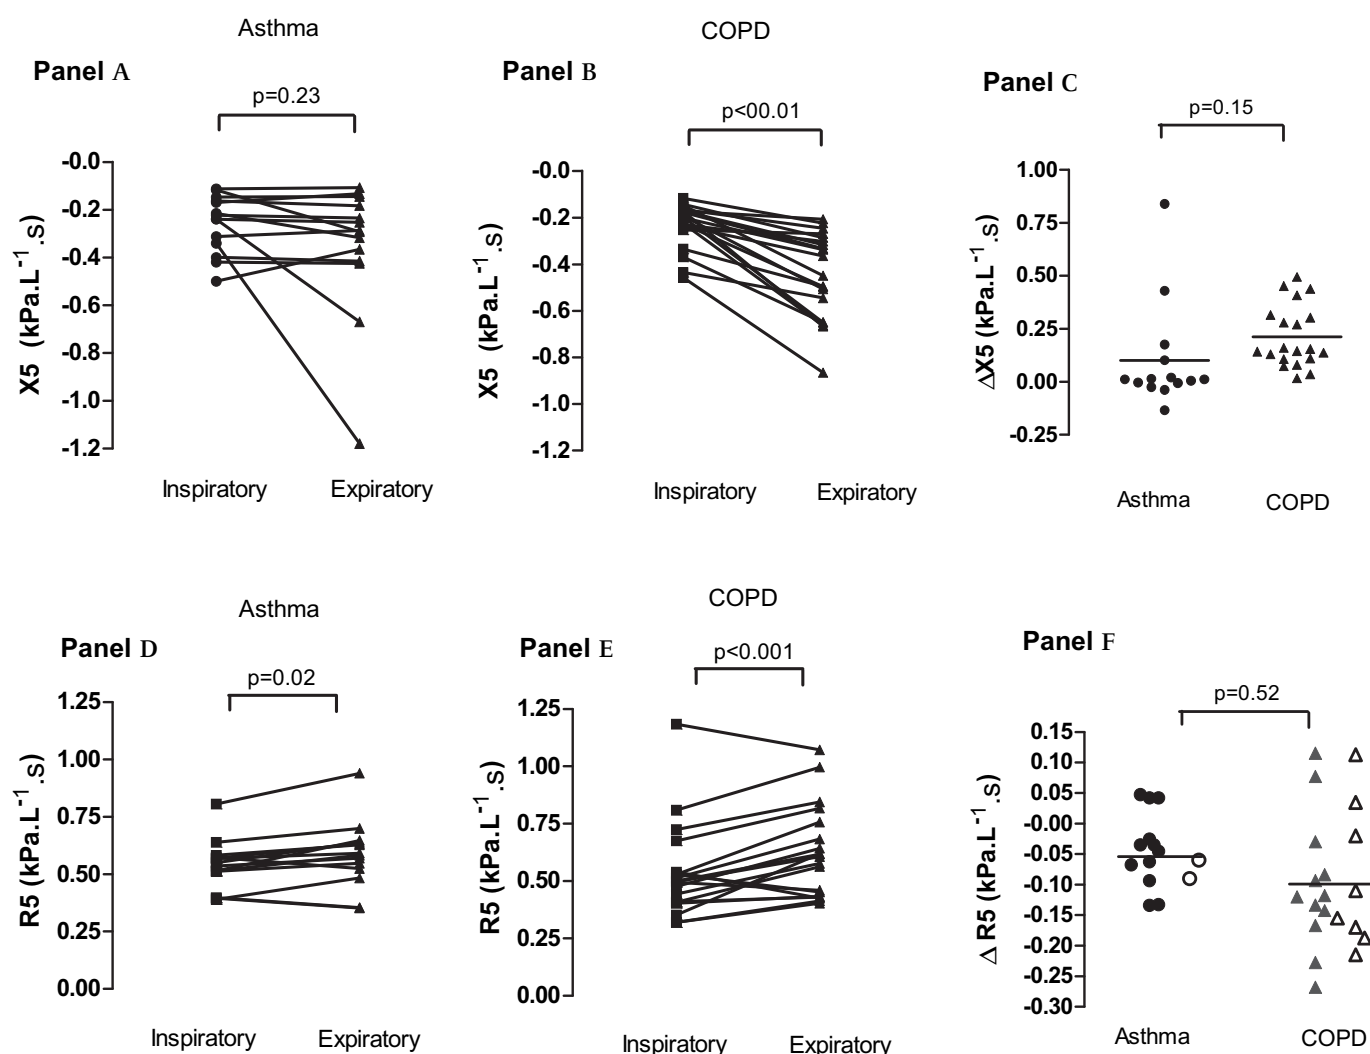 Asthma
Panel A
p=0.23
-0.0
-0.2
-0.4
-0.6
-0.8
-1.0
-1.2
X5 (kPa.L⁻¹.s)
Inspiratory
Expiratory
COPD
Panel B
p<00.01
-0.0
-0.2
-0.4
-0.6
-0.8
-1.0
-1.2
X5 (kPa.L⁻¹.s)
Inspiratory
Expiratory
Panel C
p=0.15
1.00
0.75
0.50
0.25
0.00
-0.25
ΔX5 (kPa.L⁻¹.s)
Asthma
COPD
Asthma
Panel D
p=0.02
1.25
1.00
0.75
0.50
0.25
0.00
R5 (kPa.L⁻¹.s)
Inspiratory
Expiratory
COPD
Panel E
p<0.001
1.25
1.00
0.75
0.50
0.25
0.00
R5 (kPa.L⁻¹.s)
Inspiratory
Expiratory
Panel F
p=0.52
0.15
0.10
0.05
-0.00
-0.05
-0.10
-0.15
-0.20
-0.25
-0.30
Δ R5 (kPa.L⁻¹.s)
Asthma
COPD